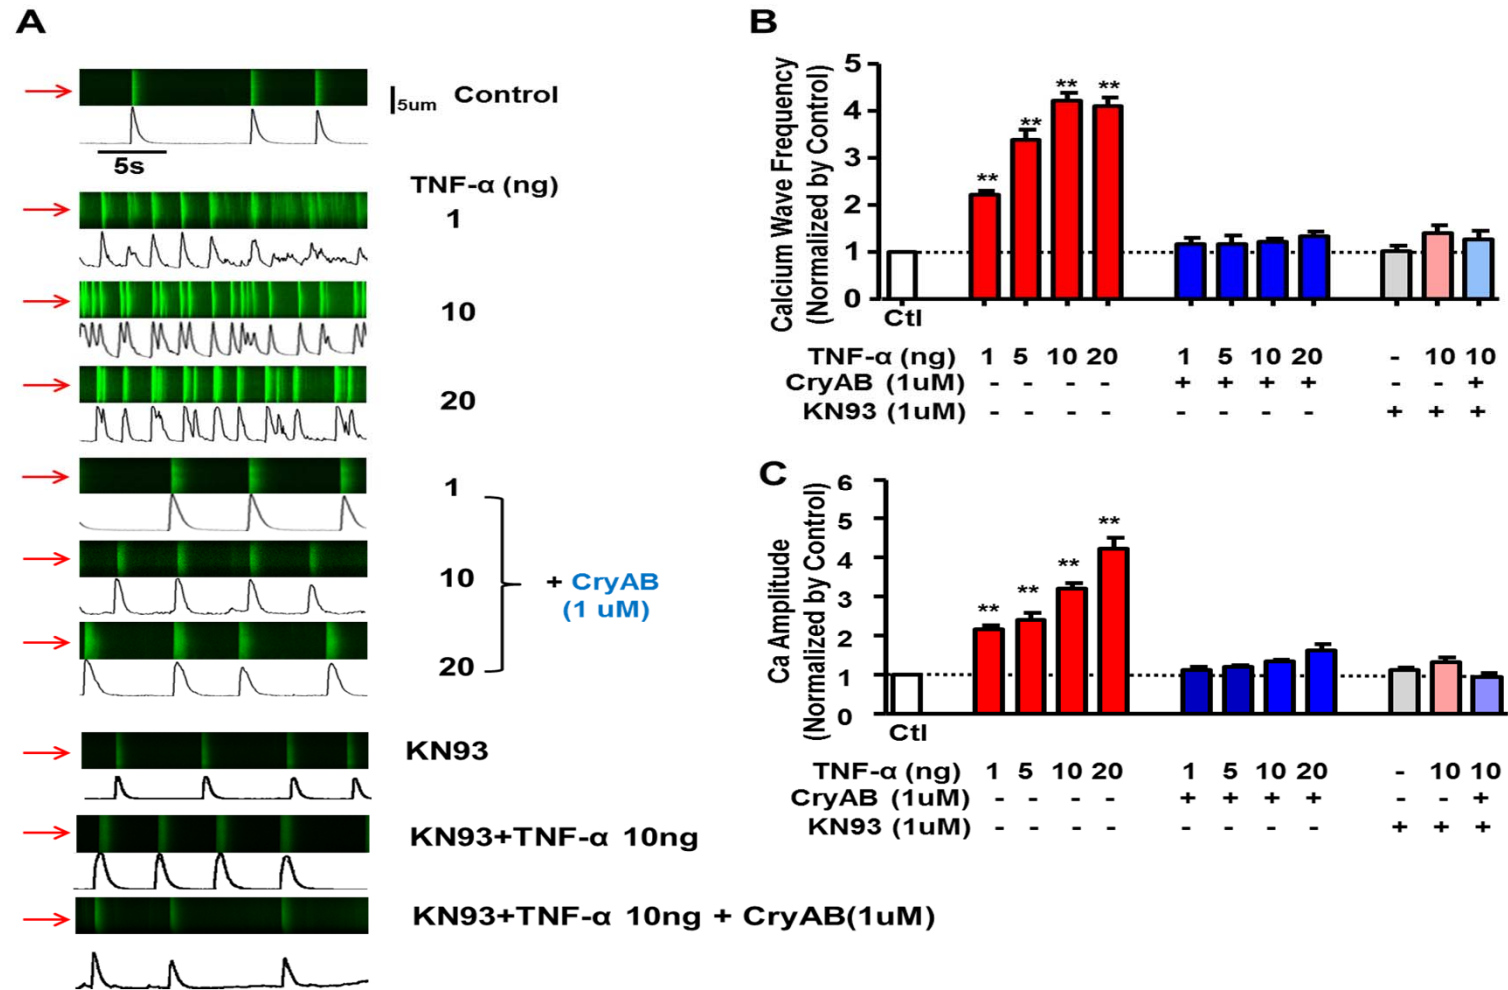 A
5um Control
5s
TNF-α (ng)
1
10
20
1
10
20
+ CryAB
(1 uM)
KN93
KN93+TNF-α 10ng
KN93+TNF-α 10ng + CryAB(1uM)
B
Calcium Wave Frequency
(Normalized by Control)
5
4
3
2
1
0
** ** ** **
Ctl
TNF-α (ng) 1 5 10 20 1 5 10 20 - 10 10
CryAB (1uM) - - - - + + + + - - +
KN93 (1uM) - - - - - - - - + + +
C
Ca Amplitude
(Normalized by Control)
6
5
4
3
2
1
0
** ** ** **
Ctl
TNF-α (ng) 1 5 10 20 1 5 10 20 - 10 10
CryAB (1uM) - - - - + + + + - - +
KN93 (1uM) - - - - - - - - + + +